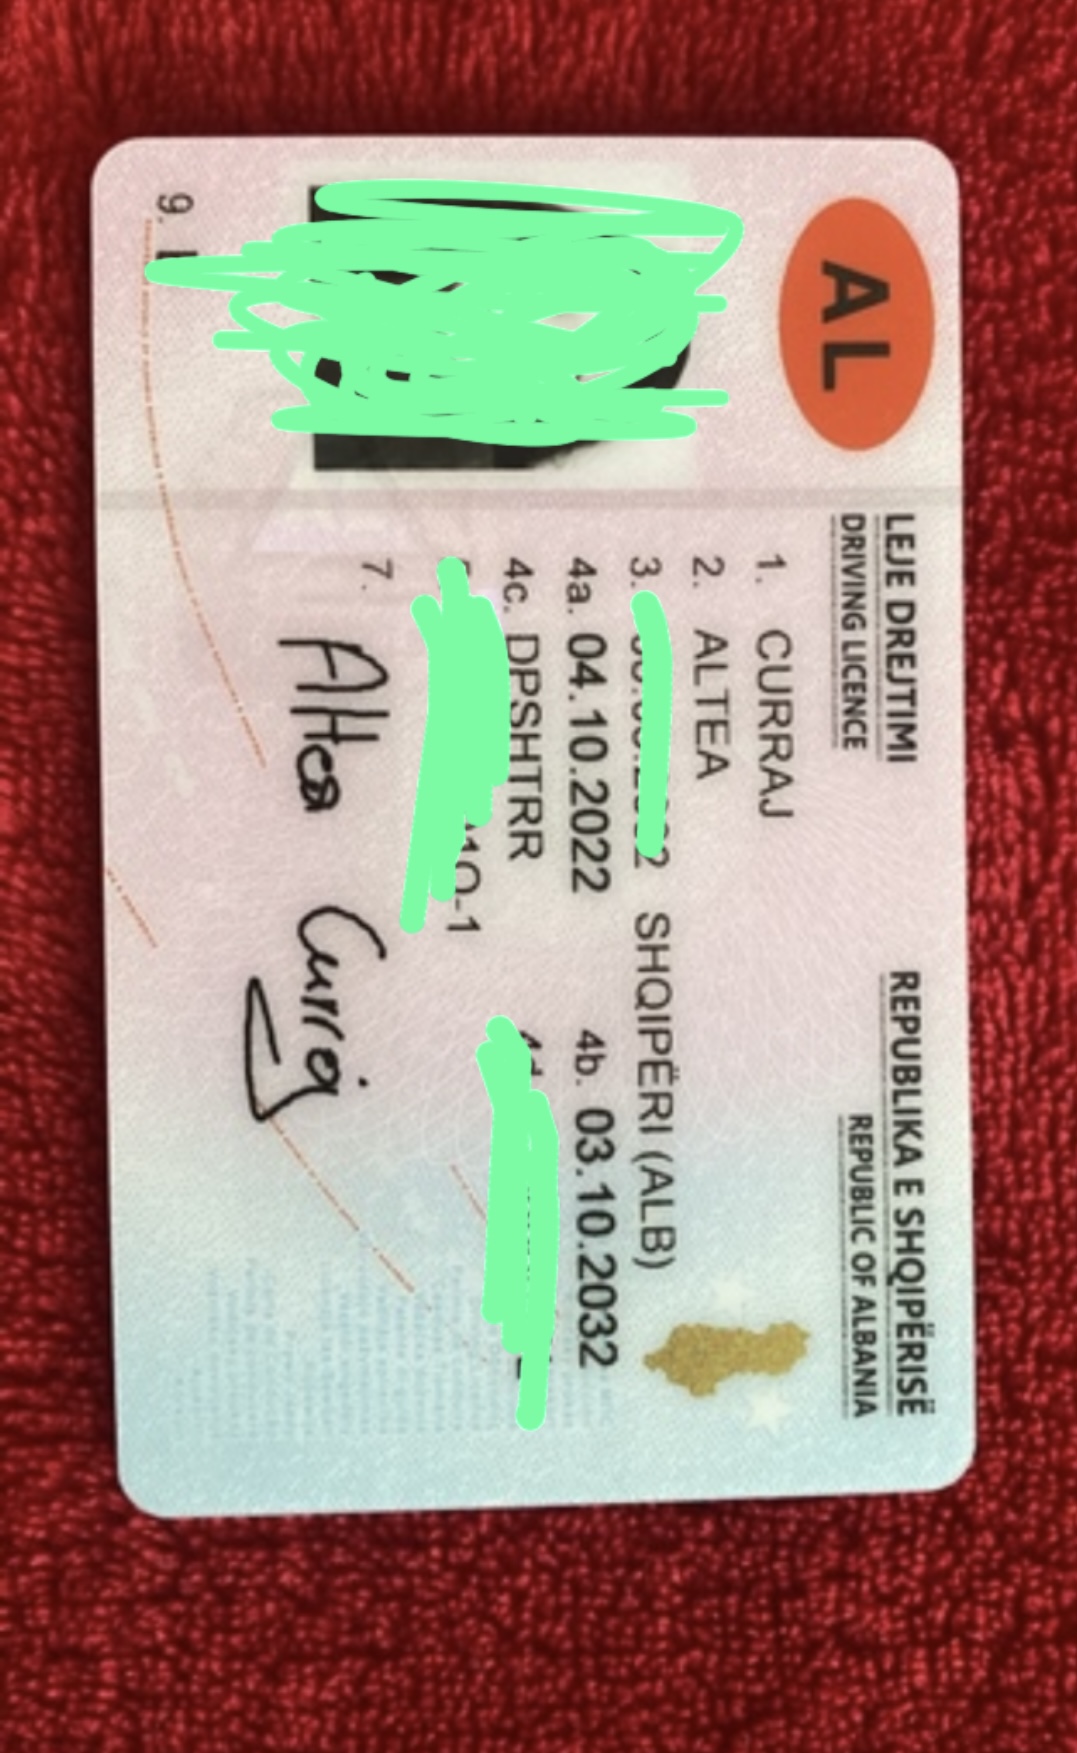 AL
LEJE DREJTIMI REPUBLIKA E SHQIPËRISË
DRIVING LICENCE REPUBLIC OF ALBANIA
1. CURRAJ
2. ALTEA
3. SHQIPËRI (ALB)
4a. 04.10.2022 4b. 03.10.2032
4c. DPSHTRR
7. Altea Curraj
9.